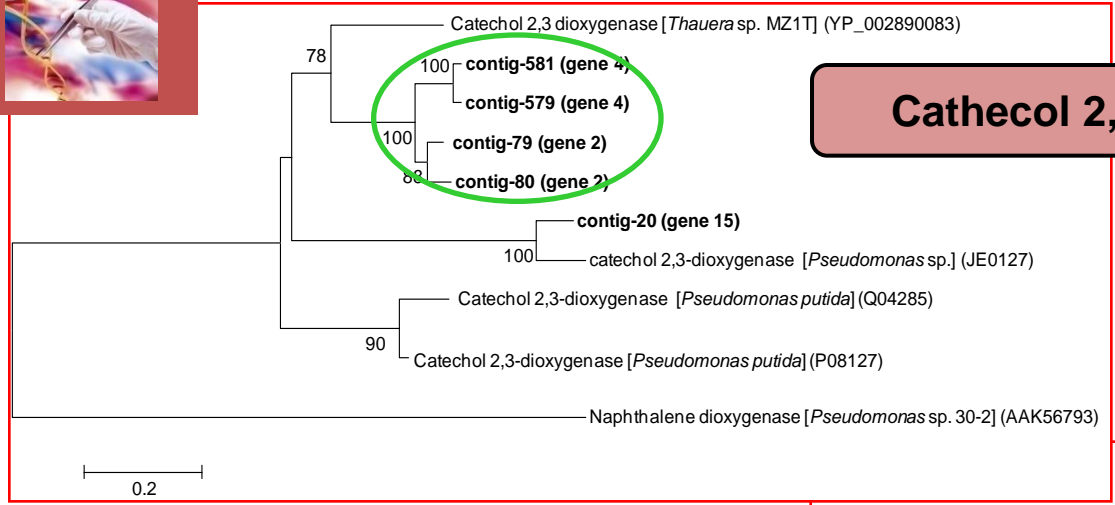 Catechol 2,3 dioxygenase [Thauera sp. MZ1T] (YP_002890083)
78
100
contig-581 (gene 4)
contig-579 (gene 4)
Cathecol 2,
100
contig-79 (gene 2)
contig-80 (gene 2)
contig-20 (gene 15)
100
catechol 2,3-dioxygenase [Pseudomonas sp.] (JE0127)
Catechol 2,3-dioxygenase [Pseudomonas putida] (Q04285)
90
Catechol 2,3-dioxygenase [Pseudomonas putida] (P08127)
Naphthalene dioxygenase [Pseudomonas sp. 30-2] (AAK56793)
0.2